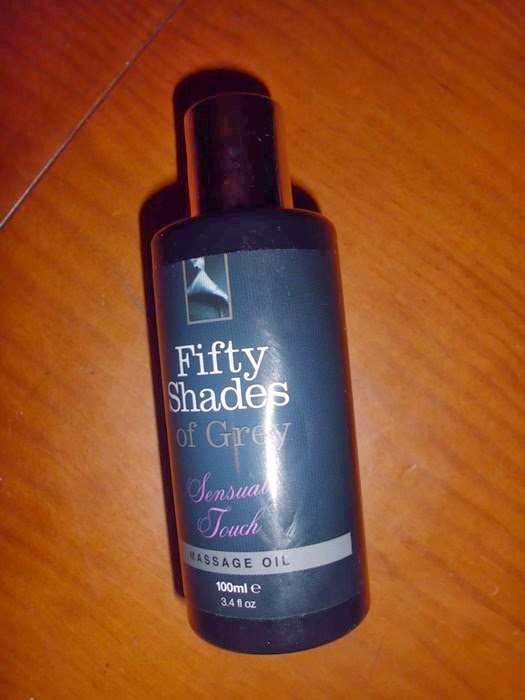 Fifty
Shades
of Grey
Sensual
Touch
MASSAGE OIL
100ml ℮
3.4 fl oz